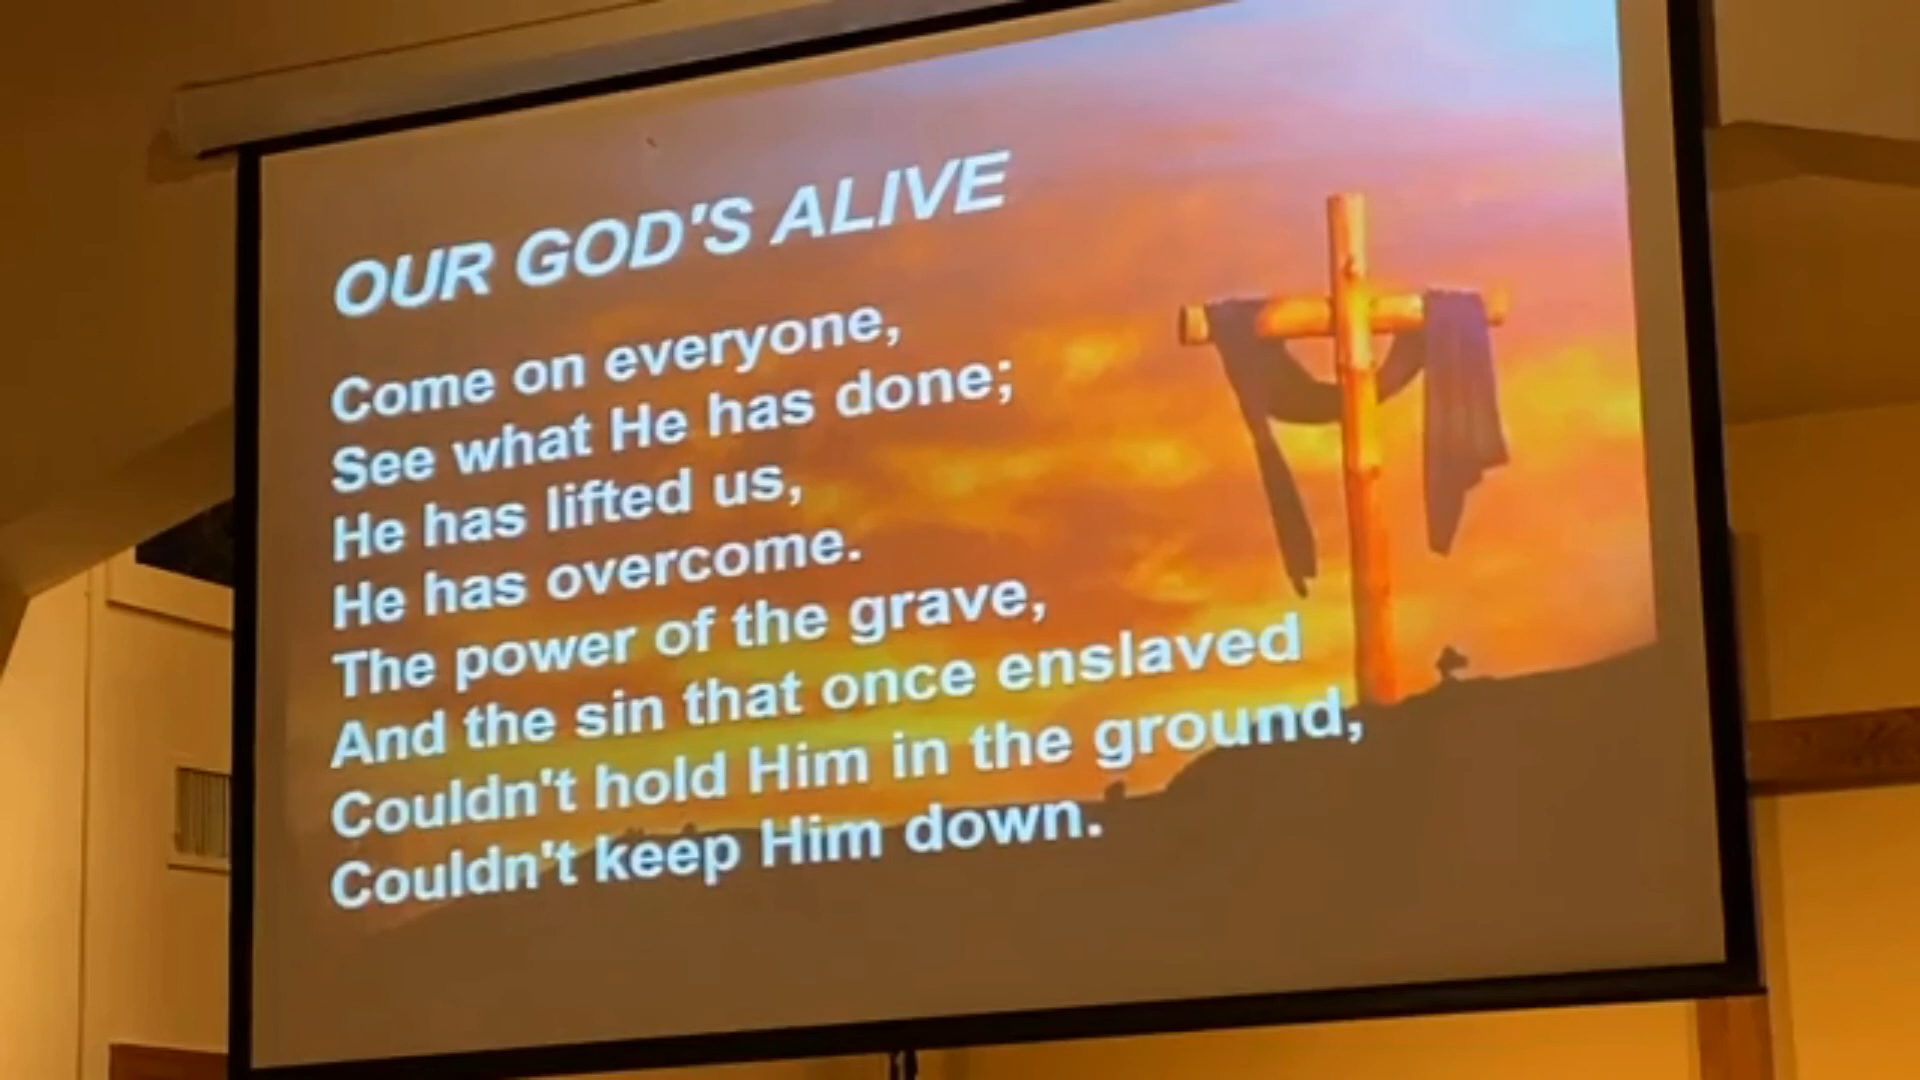 OUR GOD'S ALIVE
Come on everyone,
See what He has done;
He has lifted us,
He has overcome.
The power of the grave,
And the sin that once enslaved
Couldn't hold Him in the ground,
Couldn't keep Him down.